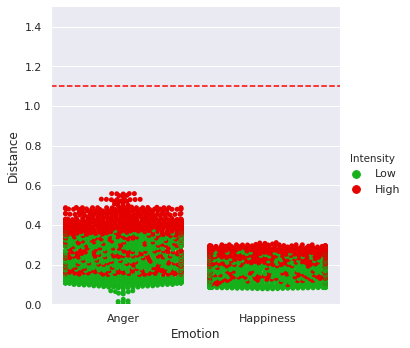 1.4
1.2
1.0
0.8
0.6
0.4
0.2
0.0
Distance
Anger
Happiness
Emotion
Intensity
Low
High